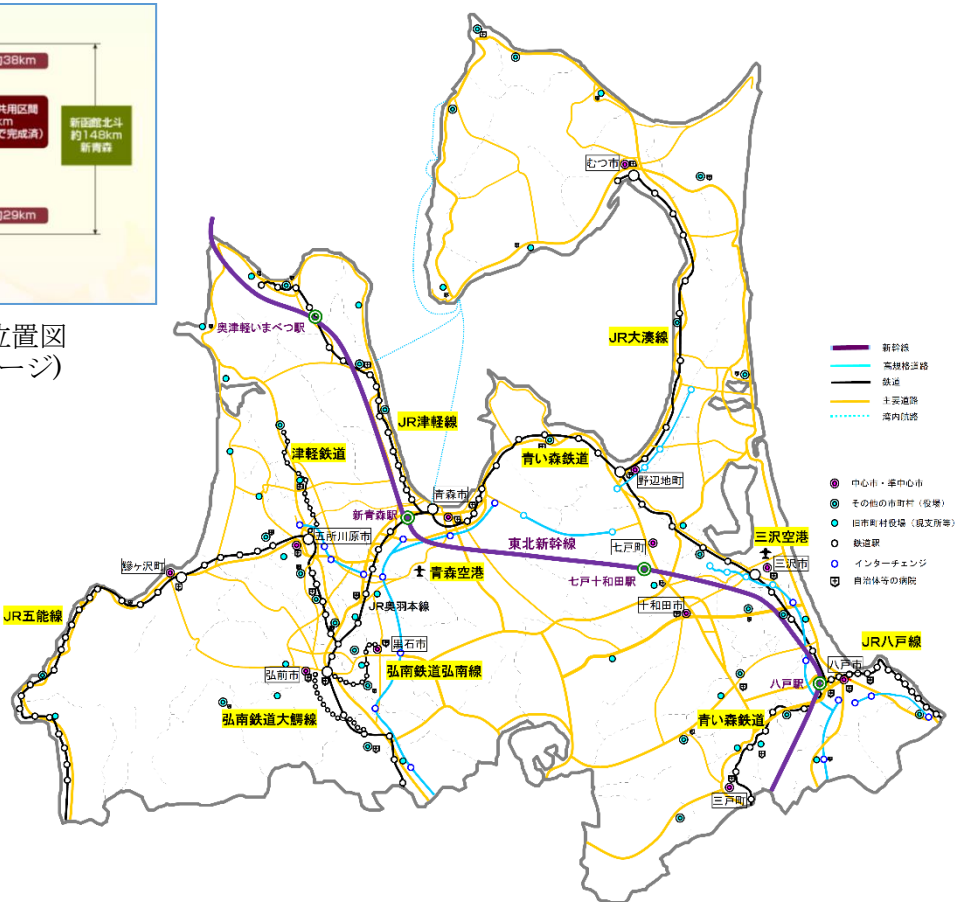 約38km
共用区間
km
で完成済)
新函館北斗
約148km
新青森
約29km
位置図
ージ)
むつ市
奥津軽いまべつ駅
JR大湊線
新幹線
高規格道路
鉄道
主要道路
湾内航路
JR津軽線
津軽鉄道
青い森鉄道
野辺地町
中心市・準中心市
その他の市町村（役場）
旧市町村役場（現支所等）
鉄道駅
インターチェンジ
自治体等の病院
青森市
新青森駅
五所川原市
東北新幹線
七戸町
三沢空港
三沢市
鰺ヶ沢町
青森空港
七戸十和田駅
JR五能線
JR奥羽本線
千和田市
黒石市
JR八戸線
弘前市
弘南鉄道弘南線
八戸市
八戸駅
弘南鉄道大鰐線
青い森鉄道
三戸町